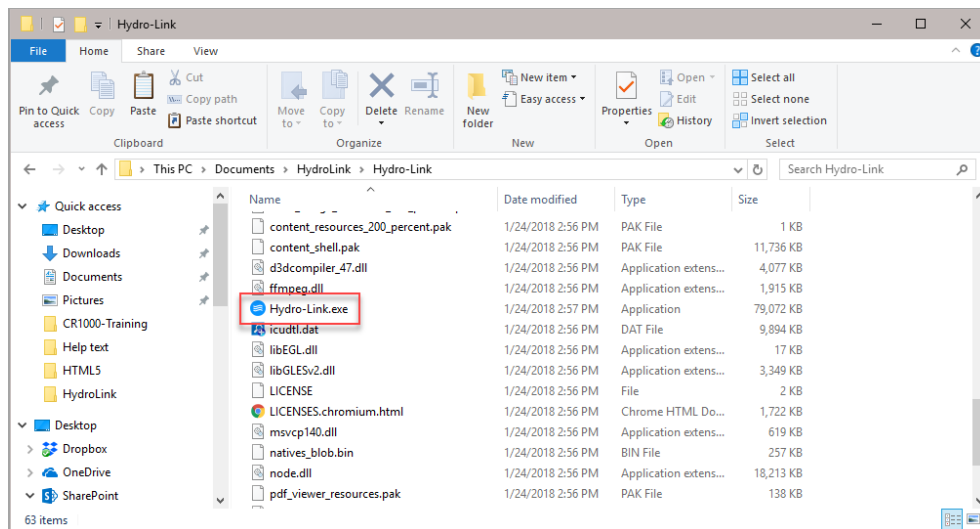 Hydro-Link
File Home Share View
Pin to Quick access
Copy
Paste
Cut
Copy path
Paste shortcut
Move to
Copy to
Delete
Rename
New folder
New item
Easy access
Properties
Open
Edit
History
Select all
Select none
Invert selection
Clipboard Organize New Open Select
This PC > Documents > HydroLink > Hydro-Link
Search Hydro-Link
Quick access
Desktop
Downloads
Documents
Pictures
CR1000-Training
Help text
HTML5
HydroLink
Desktop
Dropbox
OneDrive
SharePoint
Name Date modified Type Size
content_resources_200_percent.pak 1/24/2018 2:56 PM PAK File 1 KB
content_shell.pak 1/24/2018 2:56 PM PAK File 11,736 KB
d3dcompiler_47.dll 1/24/2018 2:56 PM Application extens... 4,077 KB
ffmpeg.dll 1/24/2018 2:56 PM Application extens... 1,915 KB
Hydro-Link.exe 1/24/2018 2:57 PM Application 79,072 KB
icudtl.dat 1/24/2018 2:56 PM DAT File 9,894 KB
libEGL.dll 1/24/2018 2:56 PM Application extens... 17 KB
libGLESv2.dll 1/24/2018 2:56 PM Application extens... 3,349 KB
LICENSE 1/24/2018 2:56 PM File 2 KB
LICENSES.chromium.html 1/24/2018 2:56 PM Chrome HTML Do... 1,722 KB
msvcp140.dll 1/24/2018 2:56 PM Application extens... 619 KB
natives_blob.bin 1/24/2018 2:56 PM BIN File 257 KB
node.dll 1/24/2018 2:56 PM Application extens... 18,213 KB
pdf_viewer_resources.pak 1/24/2018 2:56 PM PAK File 138 KB
63 items